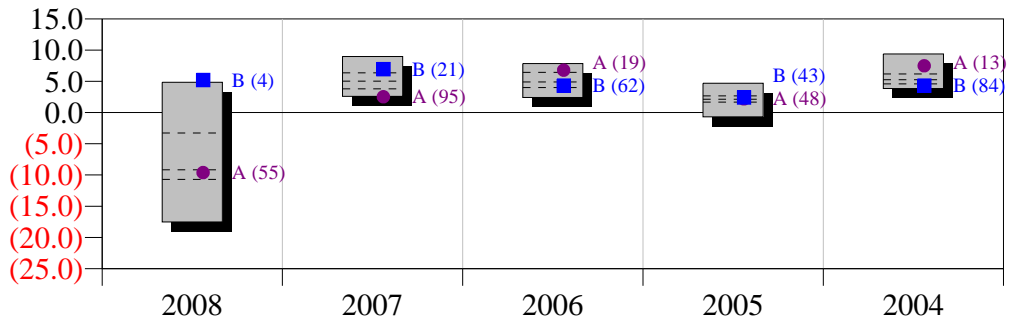 15.0
10.0
5.0
0.0
(5.0)
(10.0)
(15.0)
(20.0)
(25.0)
B (4)
A (55)
B (21)
A (95)
A (19)
B (62)
B (43)
A (48)
A (13)
B (84)
2008 2007 2006 2005 2004